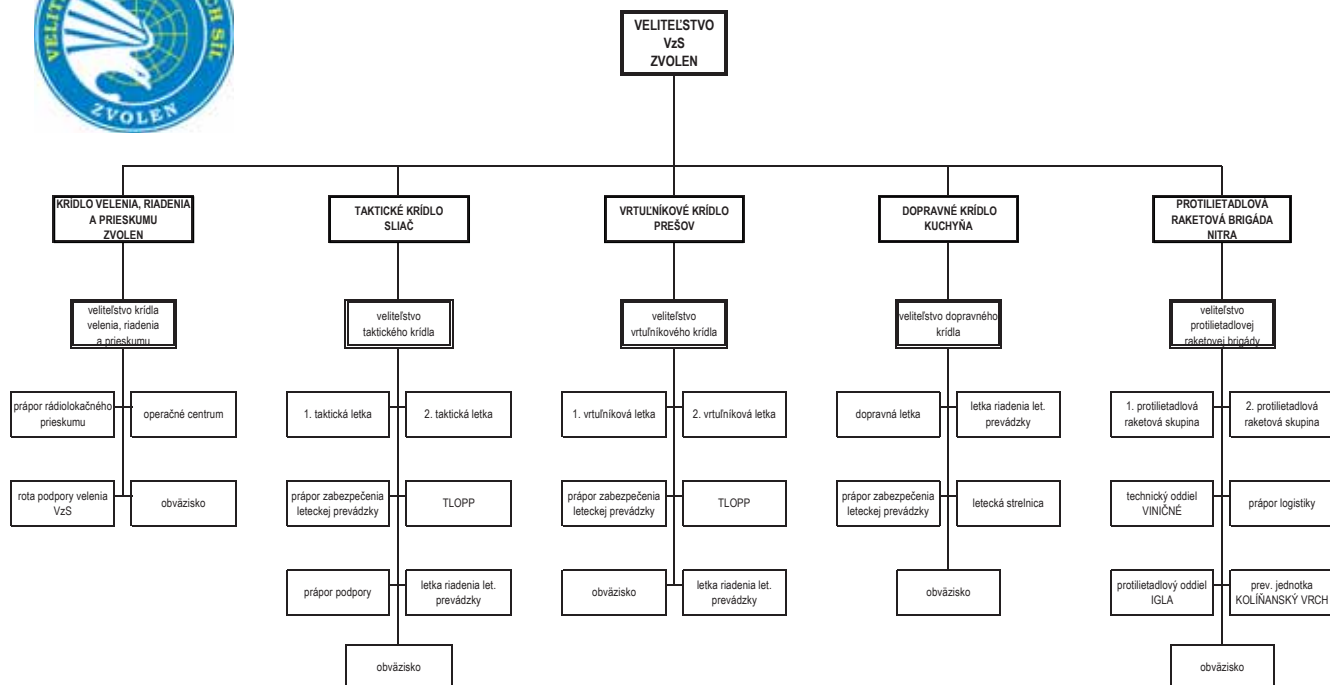 VELIT
CH SÍL
ZVOLEN
VELITEĽSTVO
VzS
ZVOLEN
KRÍDLO VELENIA, RIADENIA
A PRIESKUMU
ZVOLEN
TAKTICKÉ KRÍDLO
SLIAČ
VRTUĽNÍKOVÉ KRÍDLO
PREŠOV
DOPRAVNÉ KRÍDLO
KUCHYŇA
PROTILIETADLOVÁ
RAKETOVÁ BRIGÁDA
NITRA
veliteľstvo krídla
velenia, riadenia
a prieskumu
veliteľstvo
taktického krídla
veliteľstvo
vrtuľníkového krídla
veliteľstvo dopravného
krídla
veliteľstvo
protilietadlovej
raketovej brigády
prápor rádiolokačného
prieskumu
operačné centrum
1. taktická letka
2. taktická letka
1. vrtuľníková letka
2. vrtuľníková letka
dopravná letka
letka riadenia let.
prevádzky
1. protilietadlová
raketová skupina
2. protilietadlová
raketová skupina
rota podpory velenia
VzS
obväzisko
prápor zabezpečenia
leteckej prevádzky
TLOPP
prápor zabezpečenia
leteckej prevádzky
TLOPP
prápor zabezpečenia
leteckej prevádzky
letecká strelnica
technický oddiel
VINIČNÉ
prápor logistiky
prápor podpory
letka riadenia let.
prevádzky
obväzisko
letka riadenia let.
prevádzky
obväzisko
protilietadlový oddiel
IGLA
prev. jednotka
KOLÍŇANSKÝ VRCH
obväzisko
obväzisko